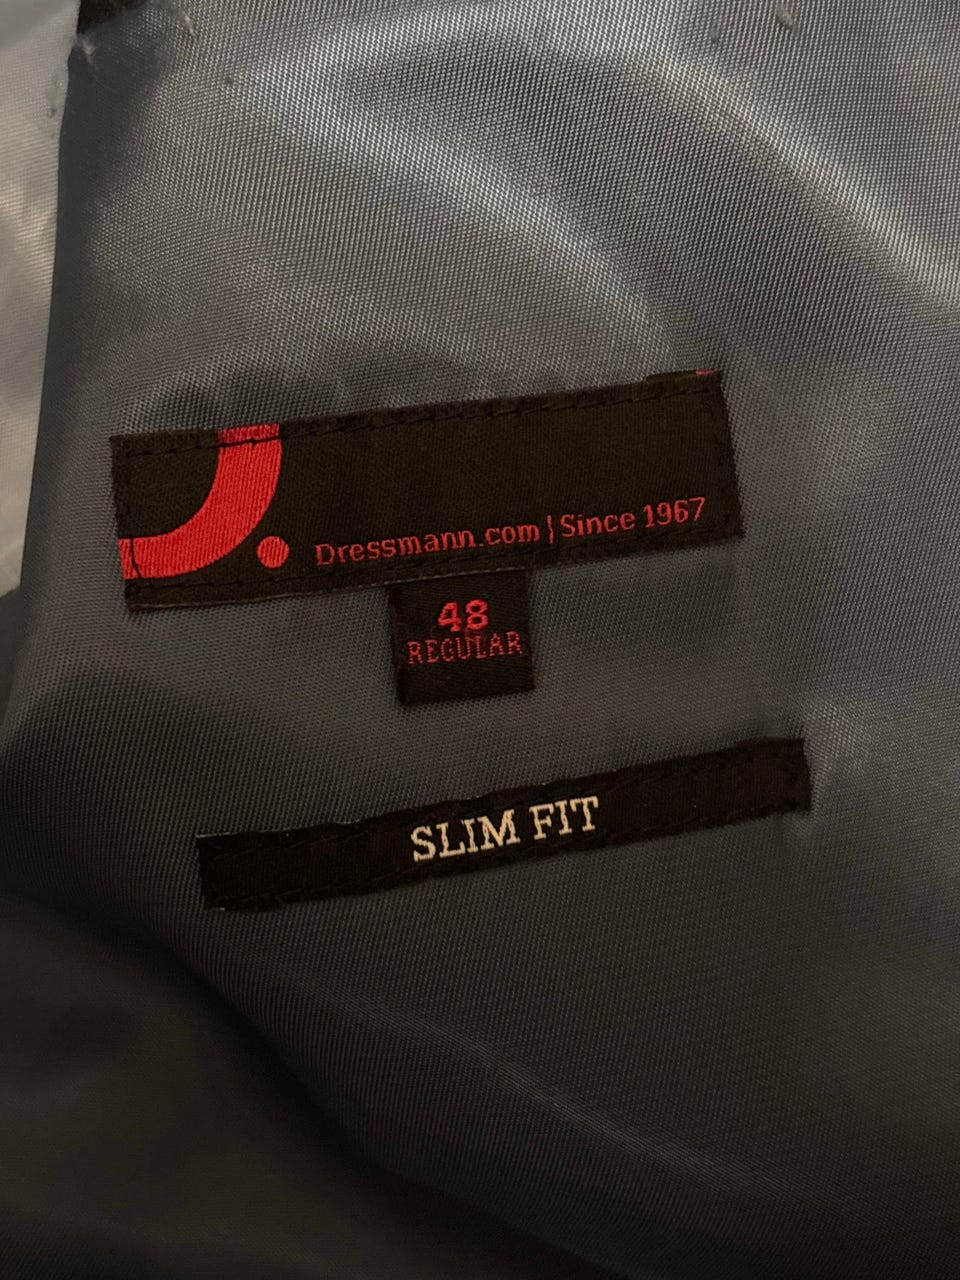 Dressmann.com | Since 1967
48
REGULAR
SLIM FIT